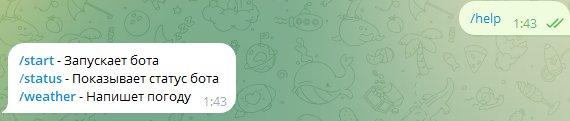 /help 1:43
/start - Запускает бота
/status - Показывает статус бота
/weather - Напишет погоду 1:43